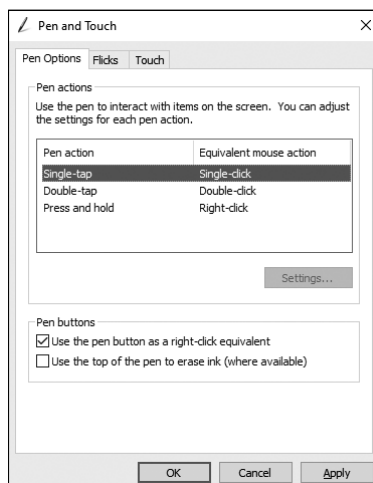 Pen and Touch
Pen Options Flicks Touch
Pen actions
Use the pen to interact with items on the screen. You can adjust
the settings for each pen action.
Pen action Equivalent mouse action
Single-tap Single-click
Double-tap Double-click
Press and hold Right-click
Settings...
Pen buttons
Use the pen button as a right-click equivalent
Use the top of the pen to erase ink (where available)
OK Cancel Apply